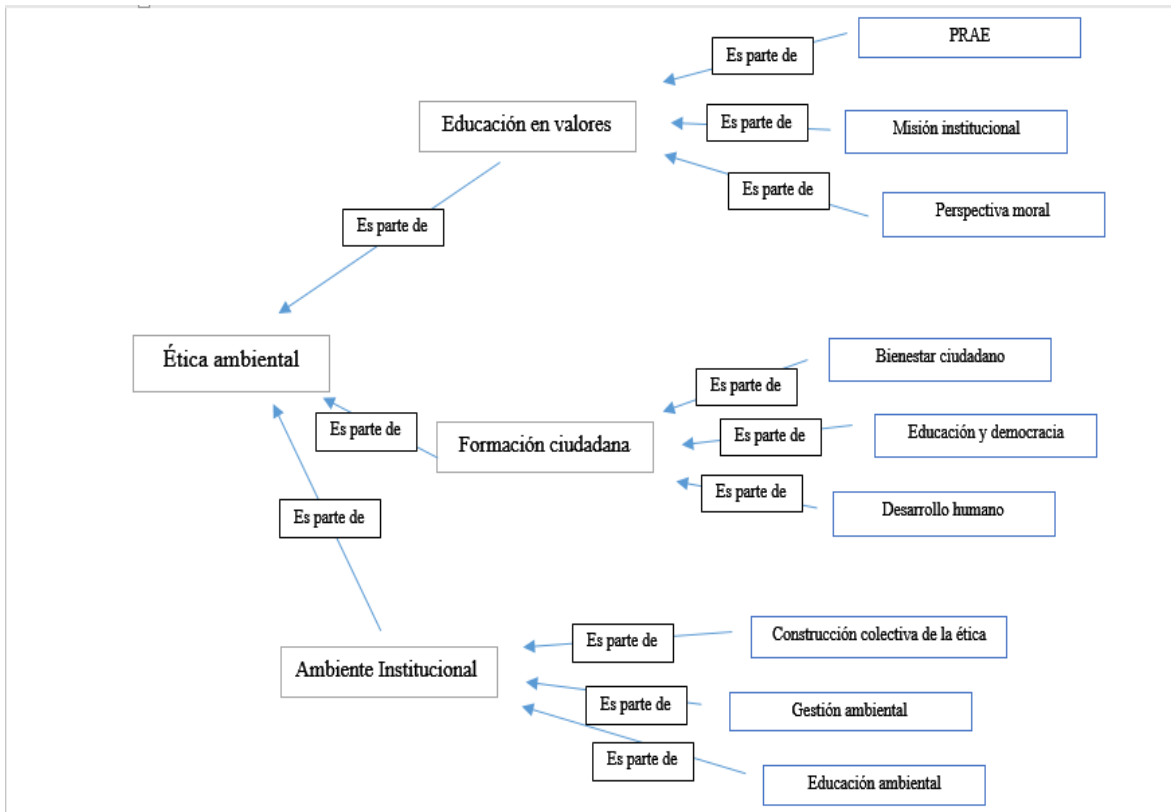 PRAE
Es parte de
Educación en valores
Es parte de
Misión institucional
Es parte de
Perspectiva moral
Es parte de
Ética ambiental
Bienestar ciudadano
Es parte de
Es parte de
Formación ciudadana
Es parte de
Educación y democracia
Es parte de
Desarrollo humano
Es parte de
Construcción colectiva de la ética
Es parte de
Ambiente Institucional
Es parte de
Gestión ambiental
Es parte de
Educación ambiental